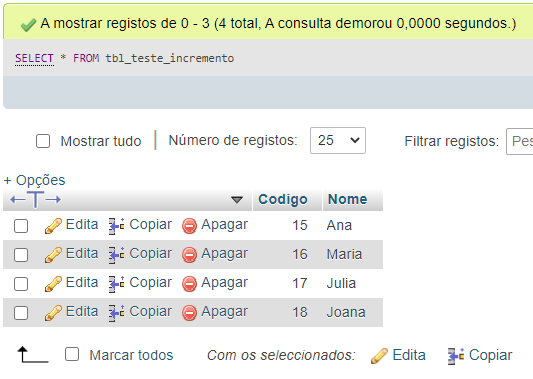 A mostrar registos de 0 - 3 (4 total, A consulta demorou 0,0000 segundos.)
SELECT * FROM tbl_teste_incremento
Mostrar tudo | Número de registos: 25 Filtrar registos: Pes
+ Opções
←T→ Codigo Nome
Edita Copiar Apagar 15 Ana
Edita Copiar Apagar 16 Maria
Edita Copiar Apagar 17 Julia
Edita Copiar Apagar 18 Joana
Marcar todos Com os seleccionados: Edita Copiar